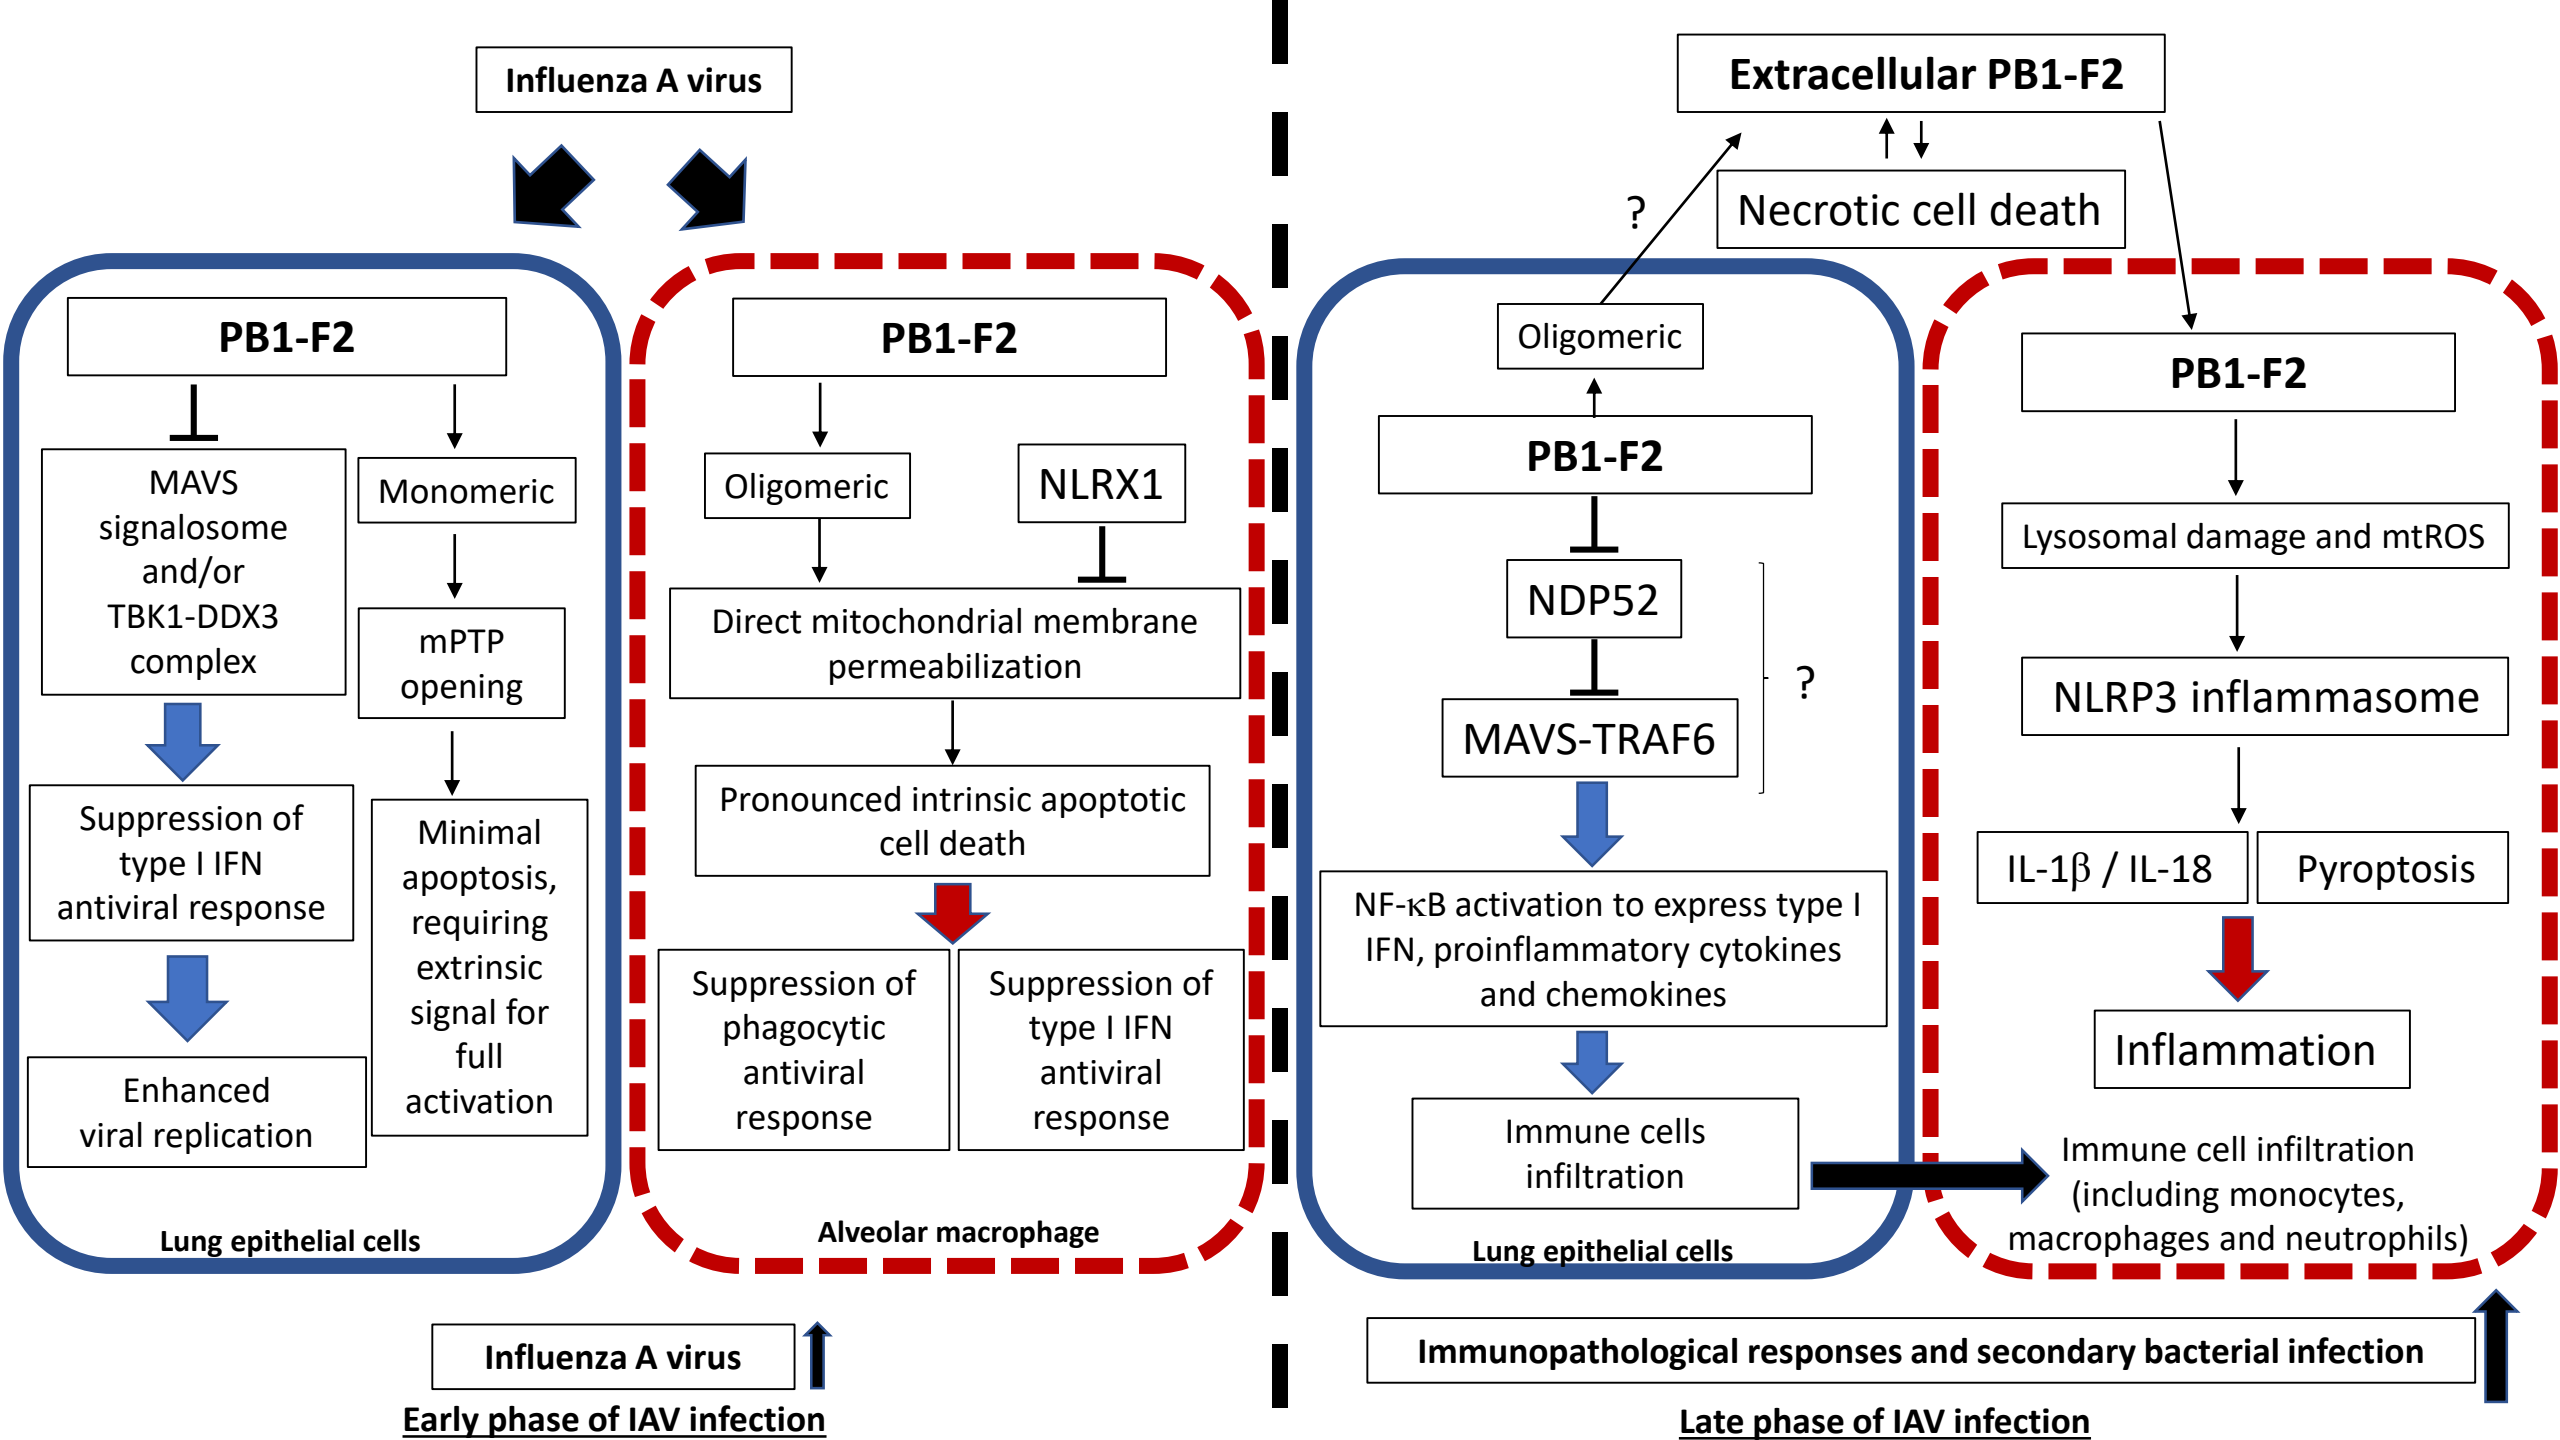 Influenza A virus
PB1-F2
MAVS
signalosome
and/or
TBK1-DDX3
complex
Monomeric
mPTP
opening
Suppression of
type I IFN
antiviral response
Minimal
apoptosis,
requiring
extrinsic
signal for
full
activation
Enhanced
viral replication
Lung epithelial cells
PB1-F2
Oligomeric
NLRX1
Direct mitochondrial membrane
permeabilization
Pronounced intrinsic apoptotic
cell death
Suppression of
phagocytic
antiviral
response
Suppression of
type I IFN
antiviral
response
Alveolar macrophage
Influenza A virus
Early phase of IAV infection
Extracellular PB1-F2
Necrotic cell death
?
Oligomeric
PB1-F2
NDP52
MAVS-TRAF6
?
NF-κB activation to express type I
IFN, proinflammatory cytokines
and chemokines
Immune cells
infiltration
Lung epithelial cells
PB1-F2
Lysosomal damage and mtROS
NLRP3 inflammasome
IL-1β / IL-18
Pyroptosis
Inflammation
Immune cell infiltration
(including monocytes,
macrophages and neutrophils)
Immunopathological responses and secondary bacterial infection
Late phase of IAV infection